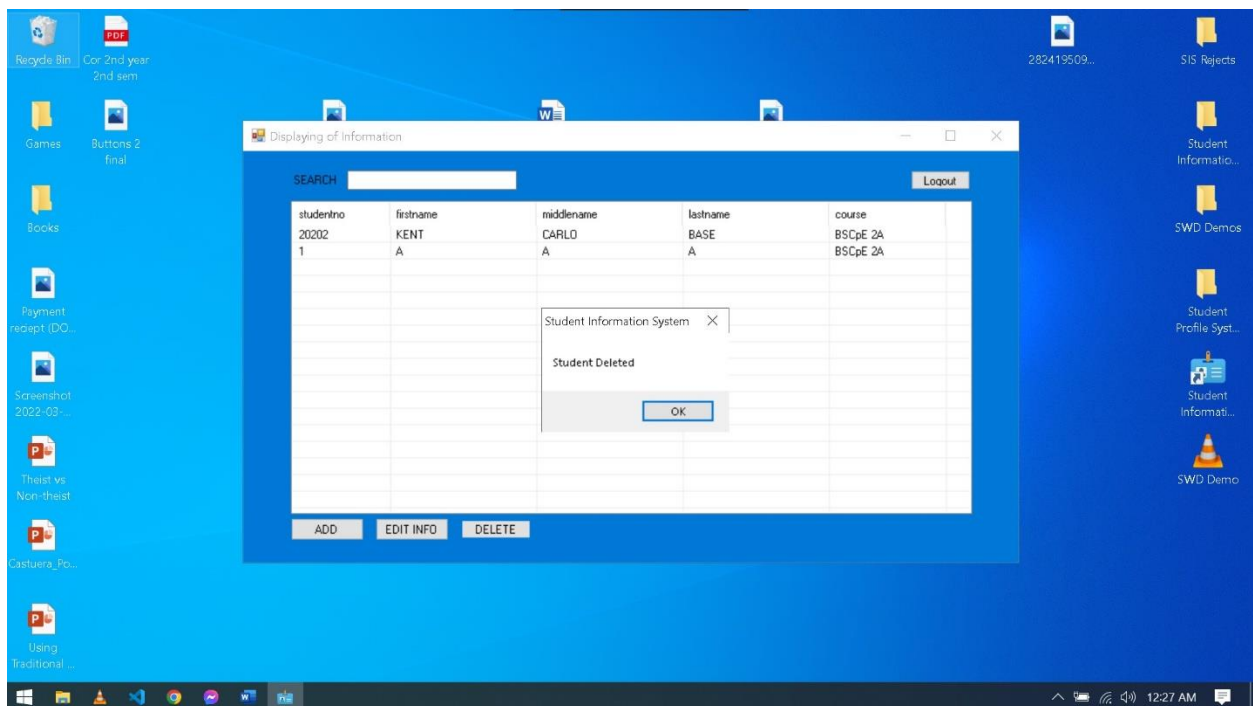 Recycle Bin
Cor 2nd year
2nd sem
282419509...
SIS Rejects
Games
Buttons 2
final
Student
Informatio...
Books
SWD Demos
Payment
reciept (DO...
Student
Profile Syst...
Screenshot
2022-03-...
Student
Informati...
Theist vs
Non-theist
SWD Demo
Castuera_Po...
Using
Traditional ...
PDF
Displaying of Information
SEARCH
Logout
studentno firstname middlename lastname course
20202 KENT CARLO BASE BSCpE 2A
1 A A A BSCpE 2A
Student Information System
Student Deleted
OK
ADD EDIT INFO DELETE
12:27 AM